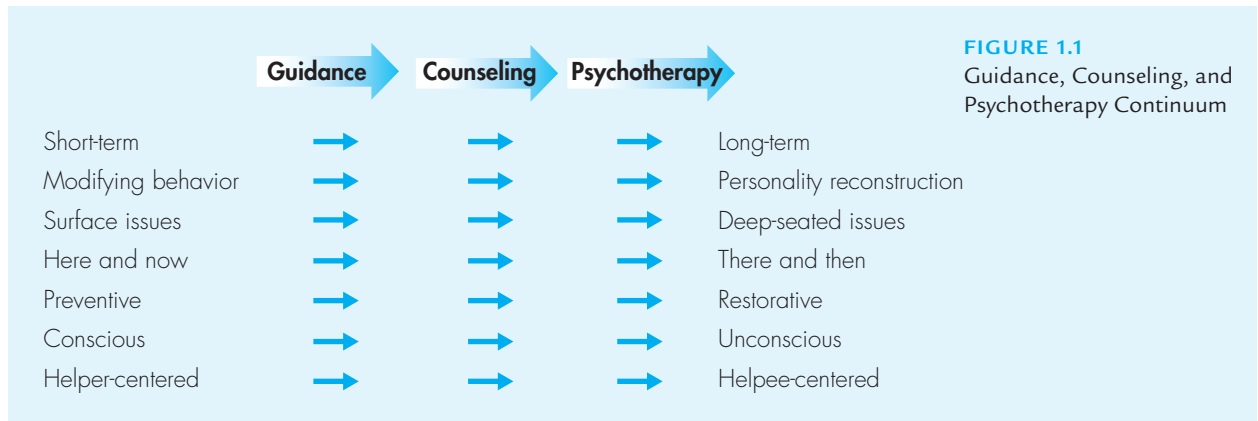 Guidance Counseling Psychotherapy
FIGURE 1.1
Guidance, Counseling, and
Psychotherapy Continuum
Short-term Long-term
Modifying behavior Personality reconstruction
Surface issues Deep-seated issues
Here and now There and then
Preventive Restorative
Conscious Unconscious
Helper-centered Helpee-centered